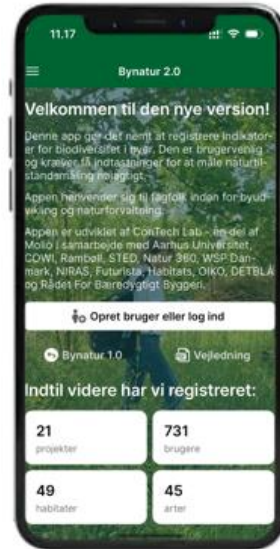 11.17
Bynatur 2.0
Velkommen til den nye version!
Denne app gør det nemt at registrere indikator-
er for biodiversitet i byer. Den er brugervenlig
og kræver få indtastninger for at måle naturtil-
standsmåling nøjagtigt.
Appen henvender sig til fagfolk inden for byud-
vikling og naturforvaltning.
Appen er udviklet af ConTech Lab - en del af
Molio i samarbejde med Aarhus Universitet,
COWI, Rambøll, STED, Natur 360, WSP Dan-
mark, NIRAS, Futurista, Habitats, OIKO, DETBLÅ
og Rådet For Bæredygtigt Byggeri.
Opret bruger eller log ind
Bynatur 1.0 Vejledning
Indtil videre har vi registreret:
21 731
projekter brugere
49 45
habitater arter